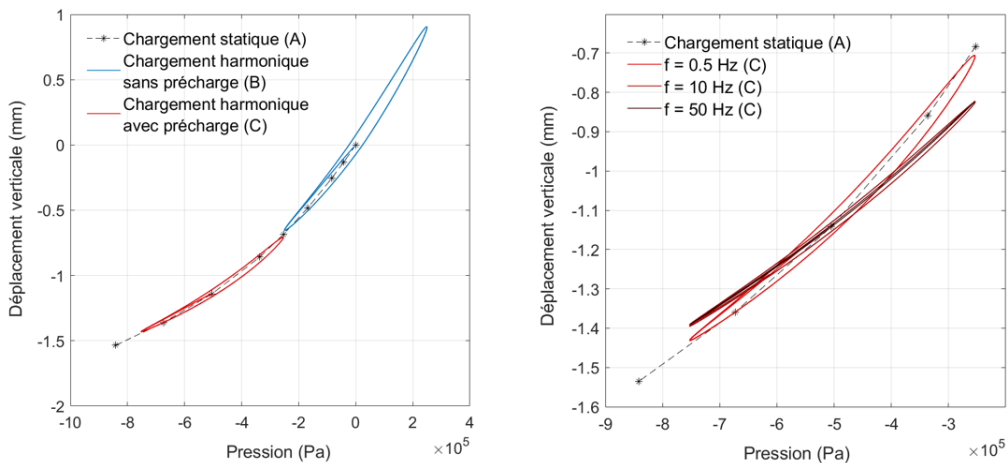 1
0.5
0
-0.5
-1
-1.5
-2
Déplacement verticale (mm)
Chargement statique (A)
Chargement harmonique
sans précharge (B)
Chargement harmonique
avec précharge (C)
-10 -8 -6 -4 -2 0 2 4
Pression (Pa)
×10⁵
-0.7
-0.8
-0.9
-1
-1.1
-1.2
-1.3
-1.4
-1.5
-1.6
Déplacement verticale (mm)
Chargement statique (A)
f = 0.5 Hz (C)
f = 10 Hz (C)
f = 50 Hz (C)
-9 -8 -7 -6 -5 -4 -3
Pression (Pa)
×10⁵